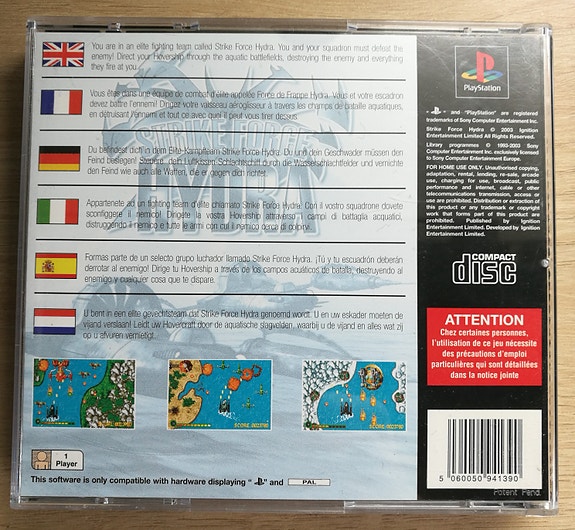 You are in an elite fighting team called Strike Force Hydra. You and your squadron must defeat the
enemy! Direct your Hovership through the aquatic battlefields, destroying the enemy and everything
they fire at you.
Vous êtes dans une équipe de combat d'élite appelée Force de Frappe Hydra. Vous et votre escadron
devez battre l'ennemi! Dirigez votre vaisseau aéroglisseur à travers les champs de bataille aquatiques,
en détruisant l'ennemi et tout ce avec quoi il peut vous tirer dessus.
Du befindest dich in dem Elite-Kampfteam Strike Force Hydra. Du und dein Geschwader müssen den
Feind besiegen! Steuere dein Luftkissen Schlachtschiff durch die Wasserschlachtfelder und vernichte
den Feind wie auch alle Waffen, die er gegen dich richtet.
Appartenete a un fighting team d'elite chiamato Strike Force Hydra. Voi e il vostro squadrone dovete
sconfiggere il nemico! Dirigete la vostra Hovership attraverso i campi di battaglia acquatici,
distruggendo il nemico e tutte le armi con cui il nemico cerca di colpirvi.
Formas parte de un selecto grupo luchador llamado Strike Force Hydra. ¡Tú y tu escuadrón deberán
derrotar al enemigo! Dirige tu Hovership a través de los campos acuáticos de batalla, destruyendo al
enemigo y cualquier cosa que te dispare.
U bent in een elite gevechtsteam dat Strike Force Hydra genoemd wordt. U en uw eskader moeten de
vijand verslaan! Leidt uw Hovercraft door de aquatische slagvelden, waarbij u de vijand en alles wat zij
op u afvuren vernietigt.
STRIKE FORCE
HYDRA
1
Player
This software is only compatible with hardware displaying " " and PAL
PlayStation
" " and "PlayStation" are registered
trademarks of Sony Computer Entertainment Inc.
Strike Force Hydra © 2003 Ignition
Entertainment Limited All Rights Reserved.
Library programmes © 1993-2003 Sony
Computer Entertainment Inc. exclusively licensed
to Sony Computer Entertainment Europe.
FOR HOME USE ONLY. Unauthorised copying,
adaptation, rental, lending, re-sale, arcade
use, charging for use, broadcast, public
performance and internet, cable or other
telecommunications transmission, access or
use are prohibited. Distribution or extraction of
this product or any trademark or copyright
work that forms part of this product are
prohibited. Published by Ignition
Entertainment Limited. Developed by Ignition
Entertainment Limited.
COMPACT
disc
ATTENTION
Chez certaines personnes,
l'utilisation de ce jeu nécessite
des précautions d'emploi
particulières qui sont détaillées
dans la notice jointe
5 060050 941390
Patent Pend.